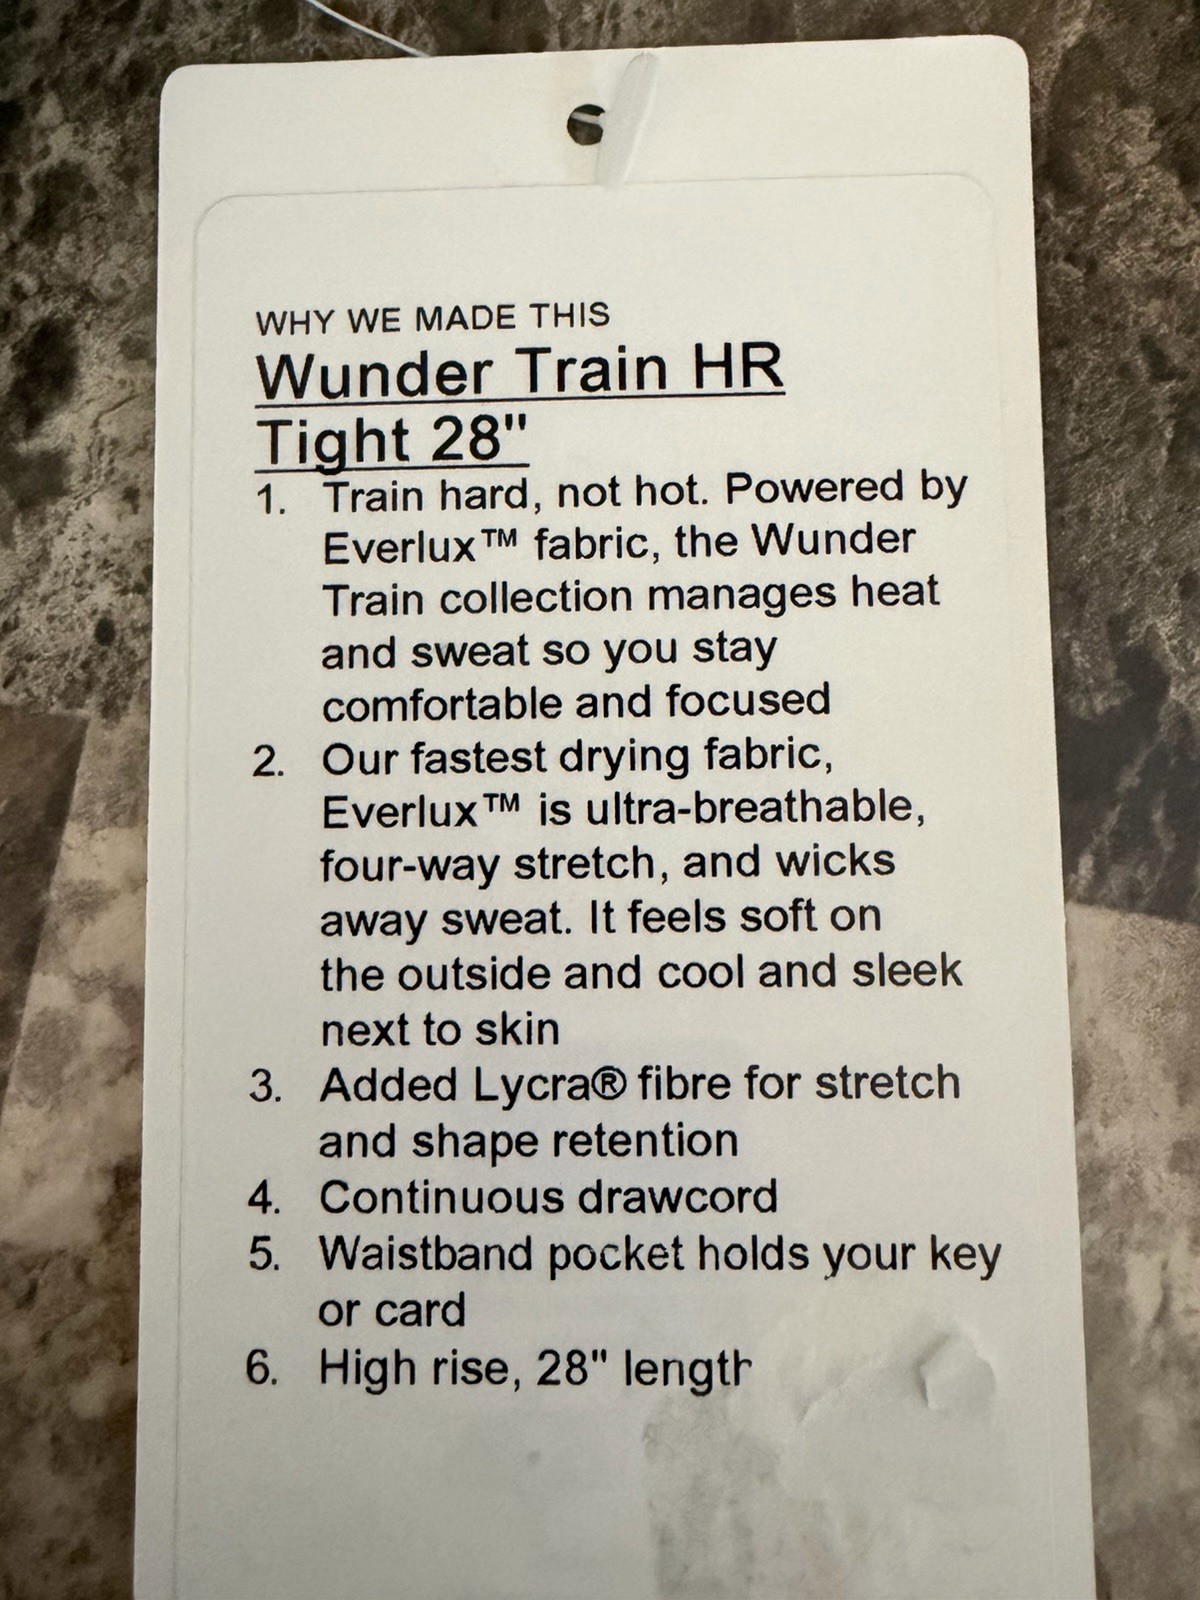 WHY WE MADE THIS
Wunder Train HR
Tight 28"
1. Train hard, not hot. Powered by
Everlux™ fabric, the Wunder
Train collection manages heat
and sweat so you stay
comfortable and focused
2. Our fastest drying fabric,
Everlux™ is ultra-breathable,
four-way stretch, and wicks
away sweat. It feels soft on
the outside and cool and sleek
next to skin
3. Added Lycra® fibre for stretch
and shape retention
4. Continuous drawcord
5. Waistband pocket holds your key
or card
6. High rise, 28" length